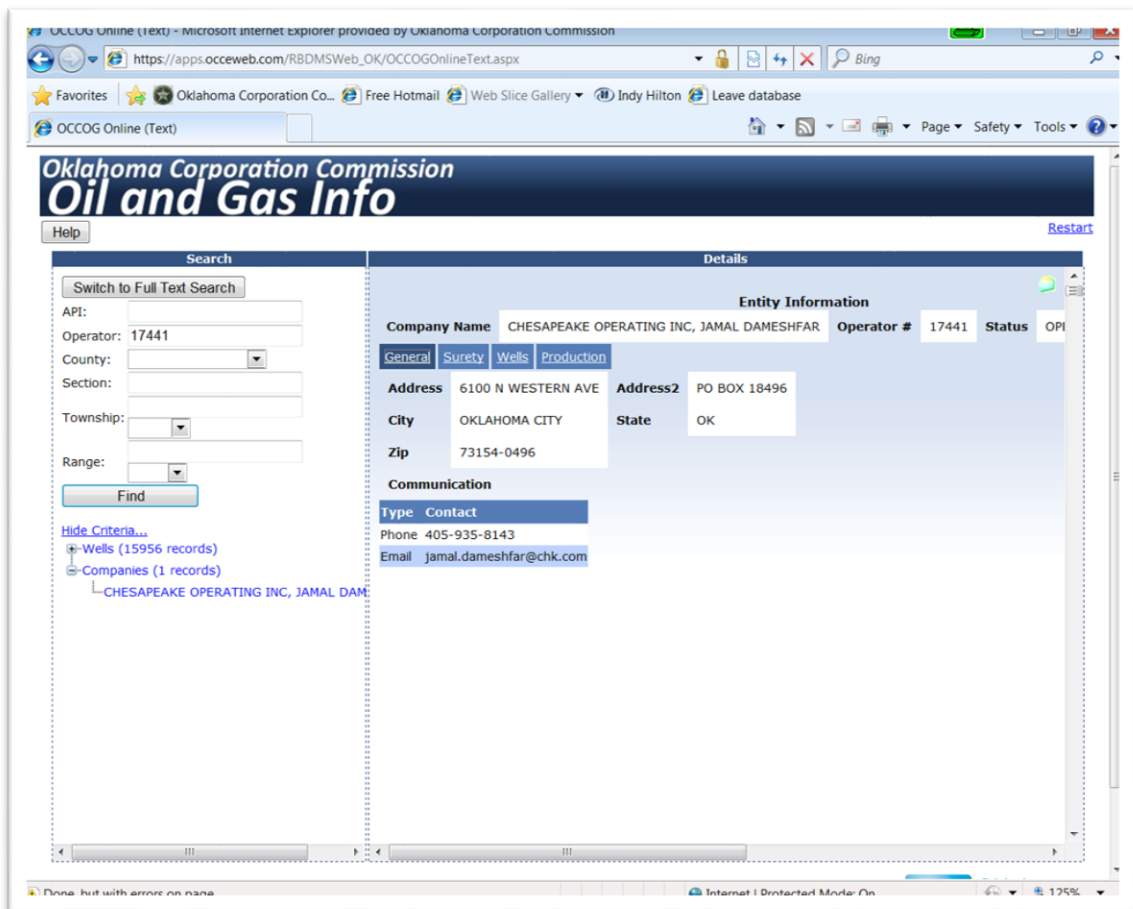 OCCOG Online (Text) - Microsoft Internet Explorer provided by Oklahoma Corporation Commission
https://apps.occeweb.com/RBDMSWeb_OK/OCCOGOnlineText.aspx
Bing
Favorites
Oklahoma Corporation Co...
Free Hotmail
Web Slice Gallery
Indy Hilton
Leave database
OCCOG Online (Text)
Page
Safety
Tools
Oklahoma Corporation Commission
Oil and Gas Info
Help
Restart
Search
Switch to Full Text Search
API:
Operator: 17441
County:
Section:
Township:
Range:
Find
Hide Criteria...
Wells (15956 records)
Companies (1 records)
CHESAPEAKE OPERATING INC, JAMAL DAM
Details
Entity Information
Company Name CHESAPEAKE OPERATING INC, JAMAL DAMESHFAR Operator # 17441 Status
General Surety Wells Production
Address 6100 N WESTERN AVE Address2 PO BOX 18496
City OKLAHOMA CITY State OK
Zip 73154-0496
Communication
Type Contact
Phone 405-935-8143
Email jamal.dameshfar@chk.com
Done, but with errors on page.
Internet | Protected Mode: On
125%